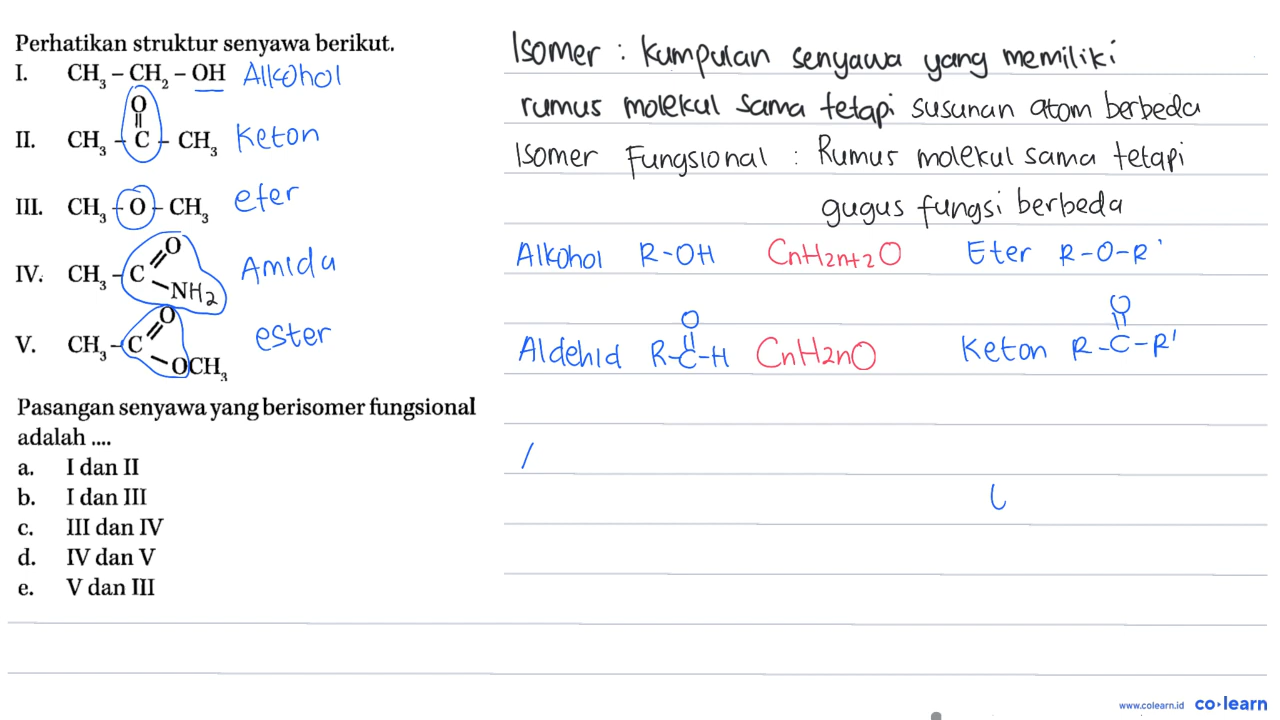 Perhatikan struktur senyawa berikut.
I. CH₃ – CH₂ – OH Alkohol
O
||
II. CH₃ – C – CH₃ Keton
III. CH₃ – O – CH₃ eter
O
//
IV. CH₃ – C Amida
\
NH₂
O
//
V. CH₃ – C ester
\
OCH₃
Pasangan senyawa yang berisomer fungsional
adalah ....
a. I dan II
b. I dan III
c. III dan IV
d. IV dan V
e. V dan III
Isomer : kumpulan senyawa yang memiliki
rumus molekul sama tetapi susunan atom berbeda
Isomer Fungsional : Rumus molekul sama tetapi
gugus fungsi berbeda
Alkohol R-OH CnH2n+2O Eter R-O-R'
O O
|| ||
Aldehid R-C-H CnH2nO Keton R-C-R'
www.colearn.id co·learn